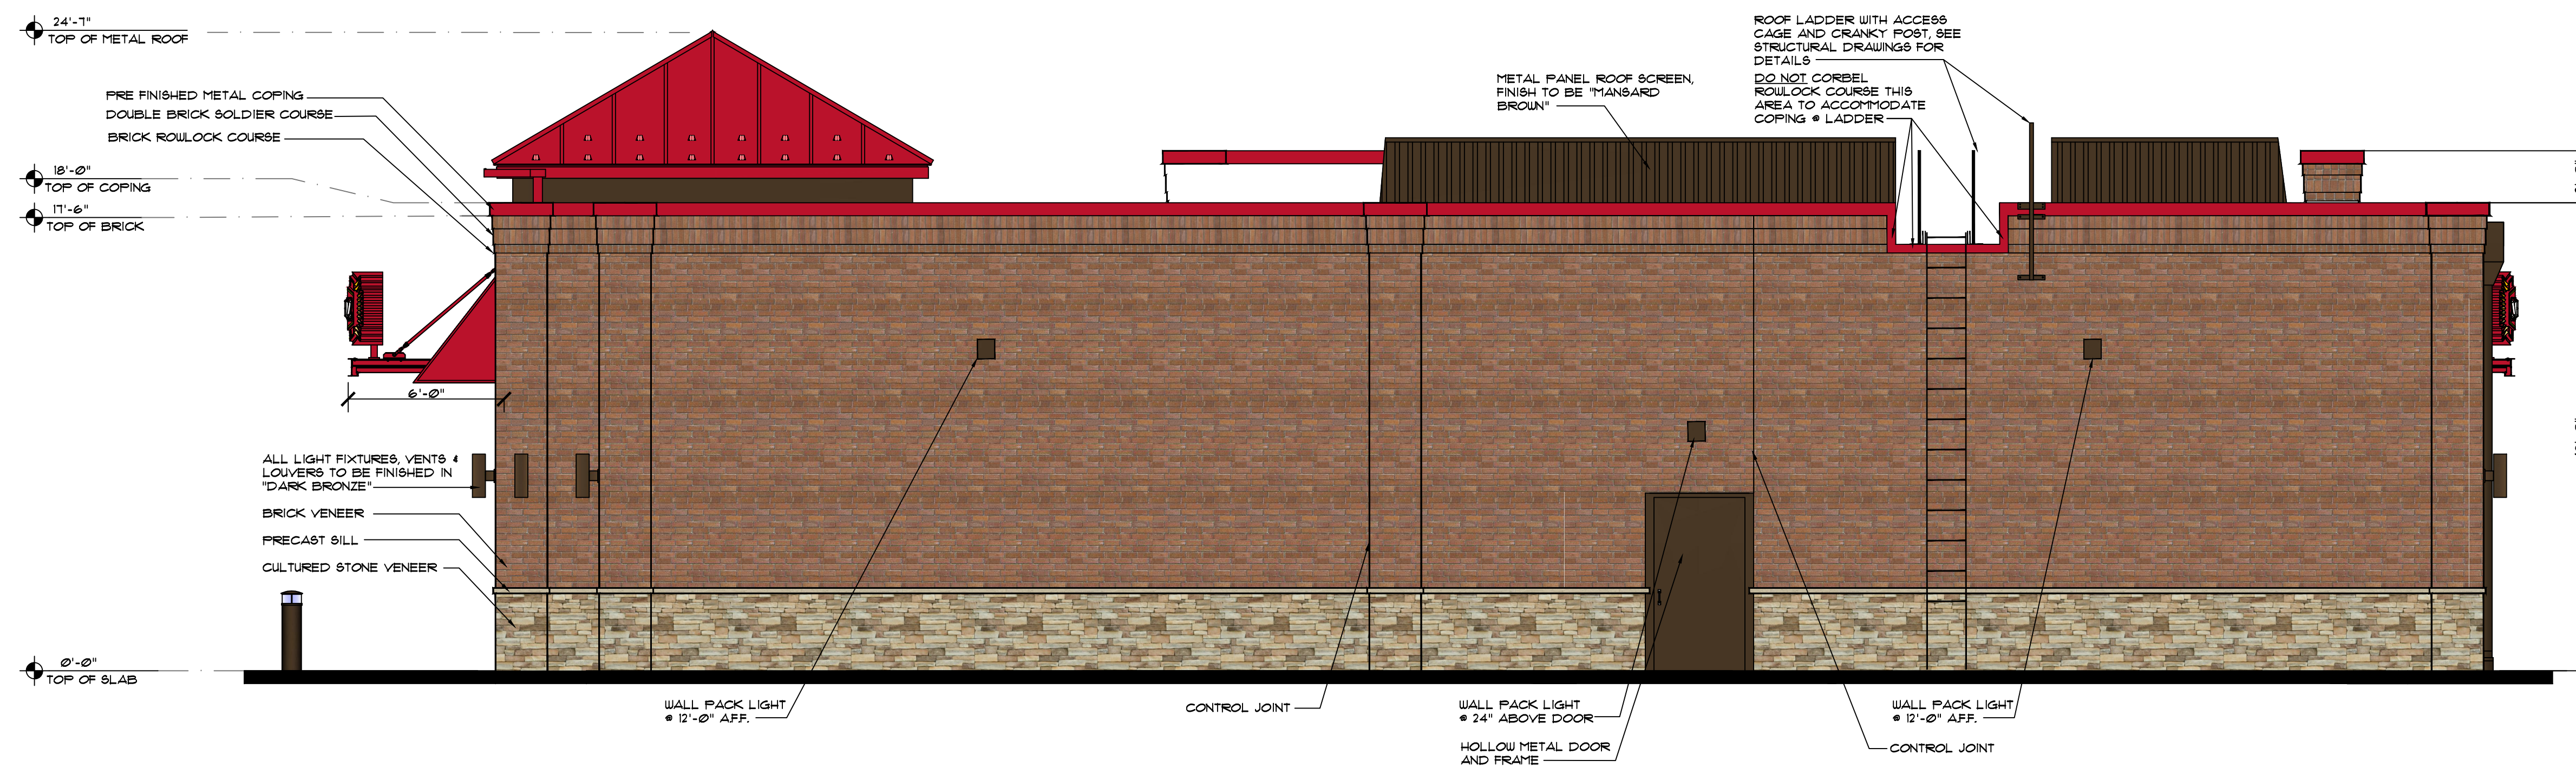 24'-7"
TOP OF METAL ROOF
PRE FINISHED METAL COPING
DOUBLE BRICK SOLDIER COURSE
BRICK ROWLOCK COURSE
18'-0"
TOP OF COPING
17'-6"
TOP OF BRICK
6'-0"
ALL LIGHT FIXTURES, VENTS &
LOUVERS TO BE FINISHED IN
"DARK BRONZE"
BRICK VENEER
PRECAST SILL
CULTURED STONE VENEER
0'-0"
TOP OF SLAB
METAL PANEL ROOF SCREEN,
FINISH TO BE "MANSARD
BROWN"
ROOF LADDER WITH ACCESS
CAGE AND CRANKY POST, SEE
STRUCTURAL DRAWINGS FOR
DETAILS
DO NOT CORBEL
ROWLOCK COURSE THIS
AREA TO ACCOMMODATE
COPING @ LADDER
WALL PACK LIGHT
@ 12'-0" A.F.F.
CONTROL JOINT
WALL PACK LIGHT
@ 24" ABOVE DOOR
HOLLOW METAL DOOR
AND FRAME
WALL PACK LIGHT
@ 12'-0" A.F.F.
CONTROL JOINT